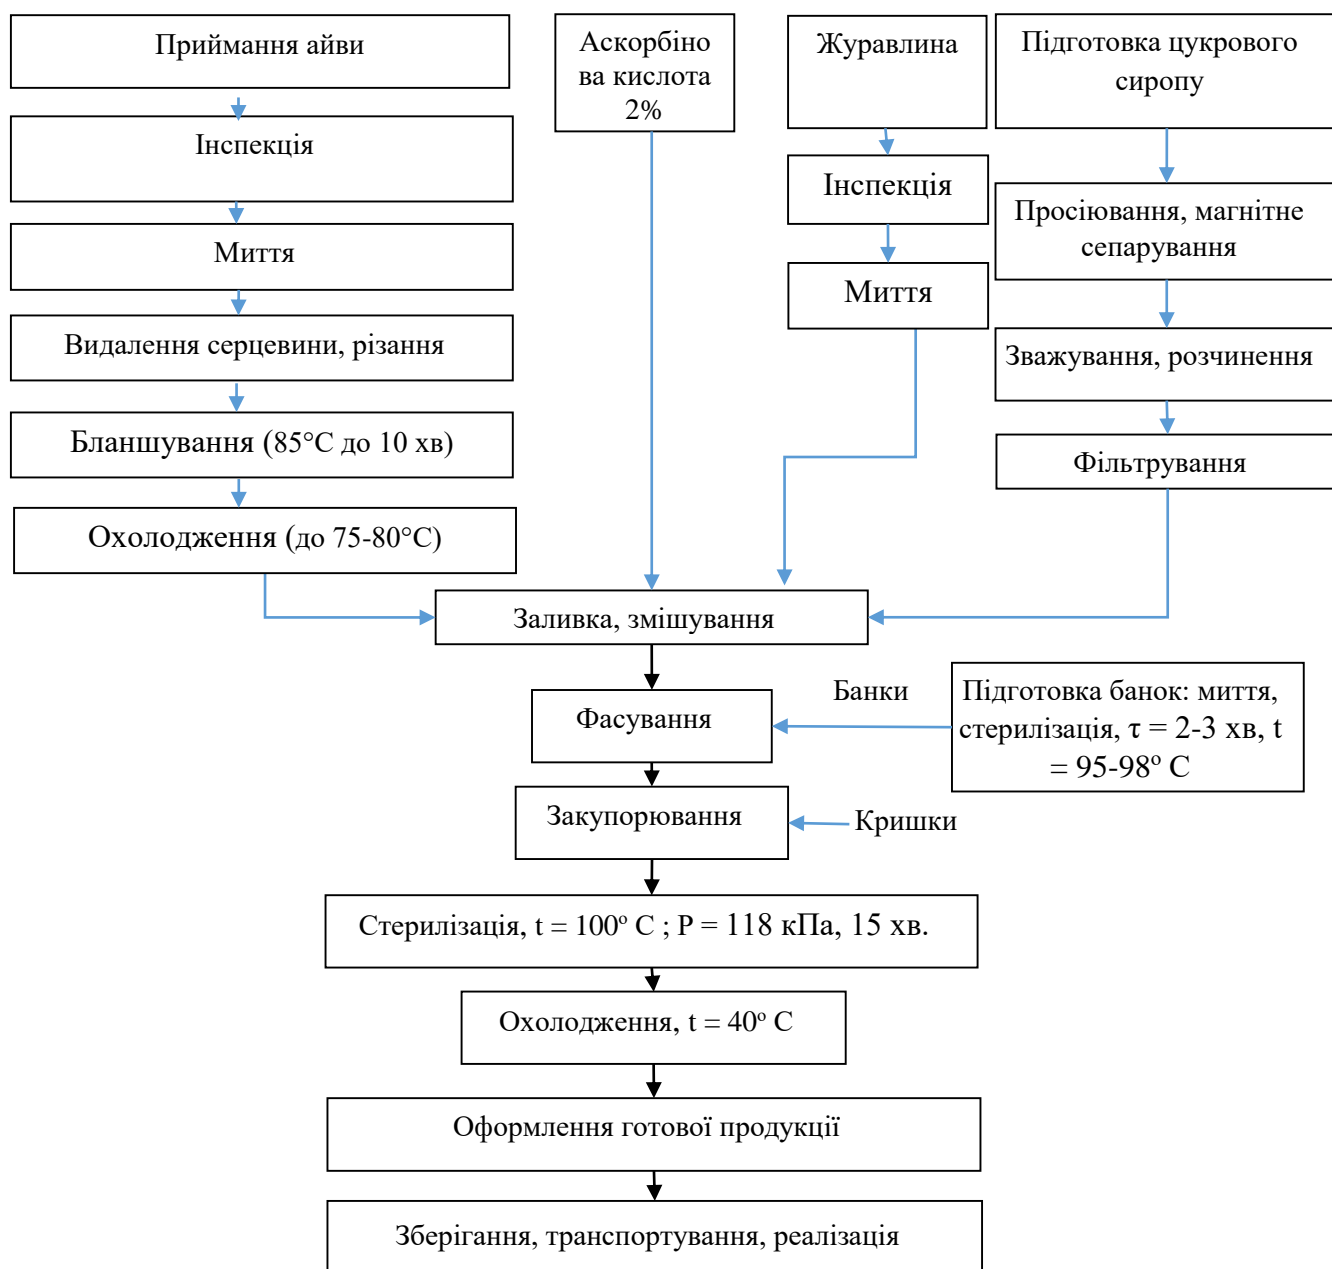 Приймання айви
Інспекція
Миття
Видалення серцевини, різання
Бланшування (85°С до 10 хв)
Охолодження (до 75-80°С)
Аскорбіно
ва кислота
2%
Журавлина
Інспекція
Миття
Підготовка цукрового
сиропу
Просіювання, магнітне
сепарування
Зважування, розчинення
Фільтрування
Заливка, змішування
Фасування
Банки
Підготовка банок: миття,
стерилізація, τ = 2-3 хв, t
= 95-98º С
Закупорювання
Кришки
Стерилізація, t = 100º С ; Р = 118 кПа, 15 хв.
Охолодження, t = 40º С
Оформлення готової продукції
Зберігання, транспортування, реалізація